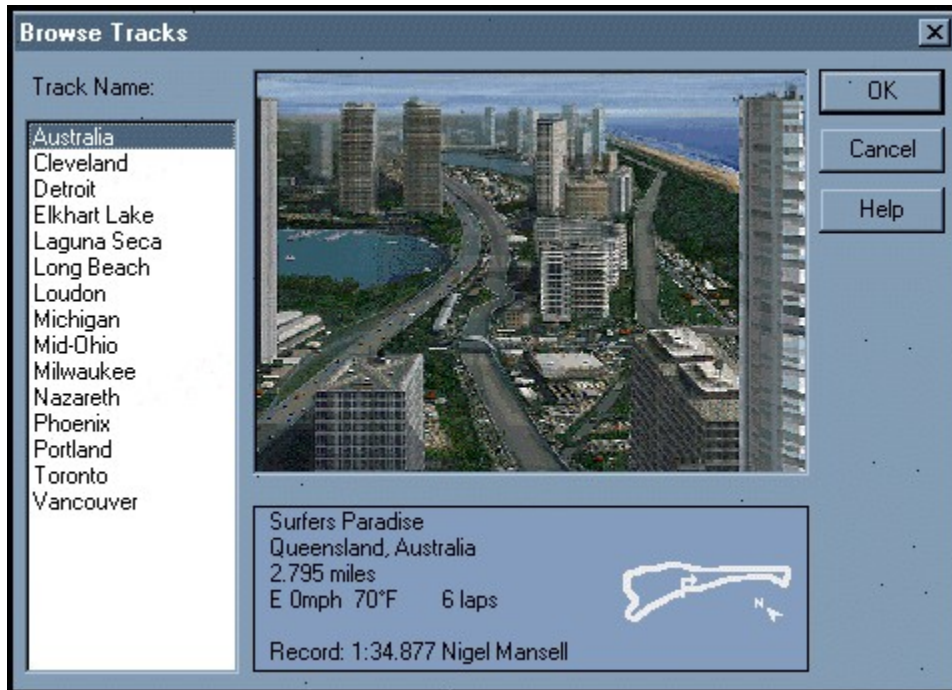 Browse Tracks
Track Name:
Australia
Cleveland
Detroit
Elkhart Lake
Laguna Seca
Long Beach
Loudon
Michigan
Mid-Ohio
Milwaukee
Nazareth
Phoenix
Portland
Toronto
Vancouver
OK
Cancel
Help
Surfers Paradise
Queensland, Australia
2.795 miles
E 0mph 70°F 6 laps
N
Record: 1:34.877 Nigel Mansell